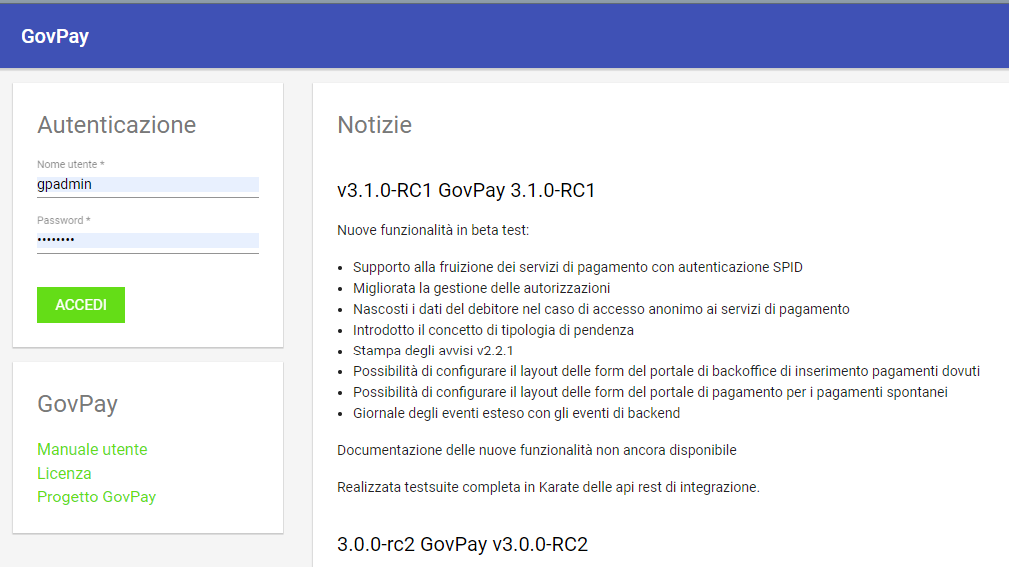 GovPay
Autenticazione
Nome utente *
gpadmin
Password *
••••••••
ACCEDI
GovPay
Manuale utente
Licenza
Progetto GovPay
Notizie
v3.1.0-RC1 GovPay 3.1.0-RC1
Nuove funzionalità in beta test:
• Supporto alla fruizione dei servizi di pagamento con autenticazione SPID
• Migliorata la gestione delle autorizzazioni
• Nascosti i dati del debitore nel caso di accesso anonimo ai servizi di pagamento
• Introdotto il concetto di tipologia di pendenza
• Stampa degli avvisi v2.2.1
• Possibilità di configurare il layout delle form del portale di backoffice di inserimento pagamenti dovuti
• Possibilità di configurare il layout delle form del portale di pagamento per i pagamenti spontanei
• Giornale degli eventi esteso con gli eventi di backend
Documentazione delle nuove funzionalità non ancora disponibile
Realizzata testsuite completa in Karate delle api rest di integrazione.
3.0.0-rc2 GovPay v3.0.0-RC2